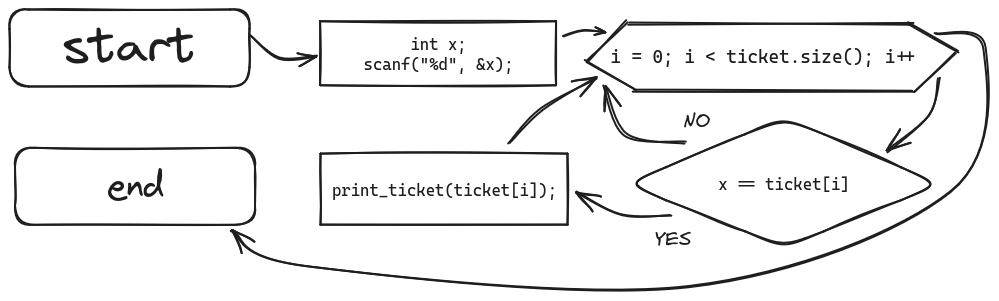 start
int x;
scanf("%d", &x);
i = 0; i < ticket.size(); i++
NO
end
print_ticket(ticket[i]);
x == ticket[i]
YES